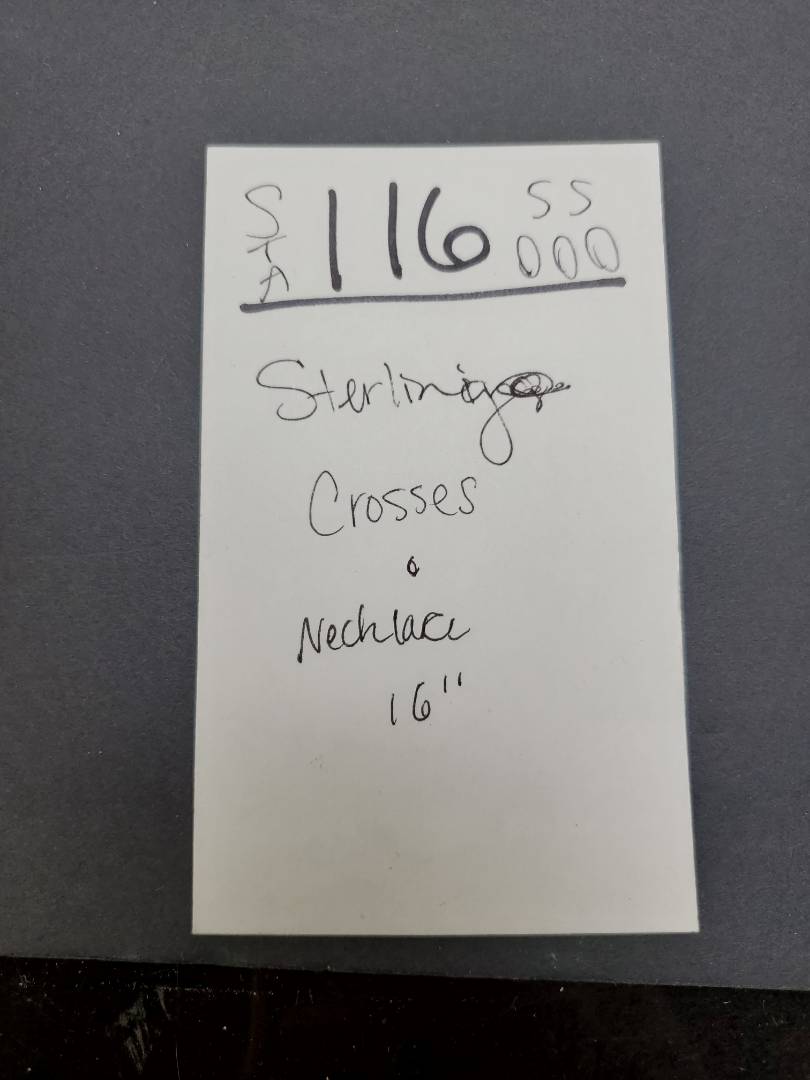 STA 116 SS
000
Sterling
Crosses
&
Necklace
16"